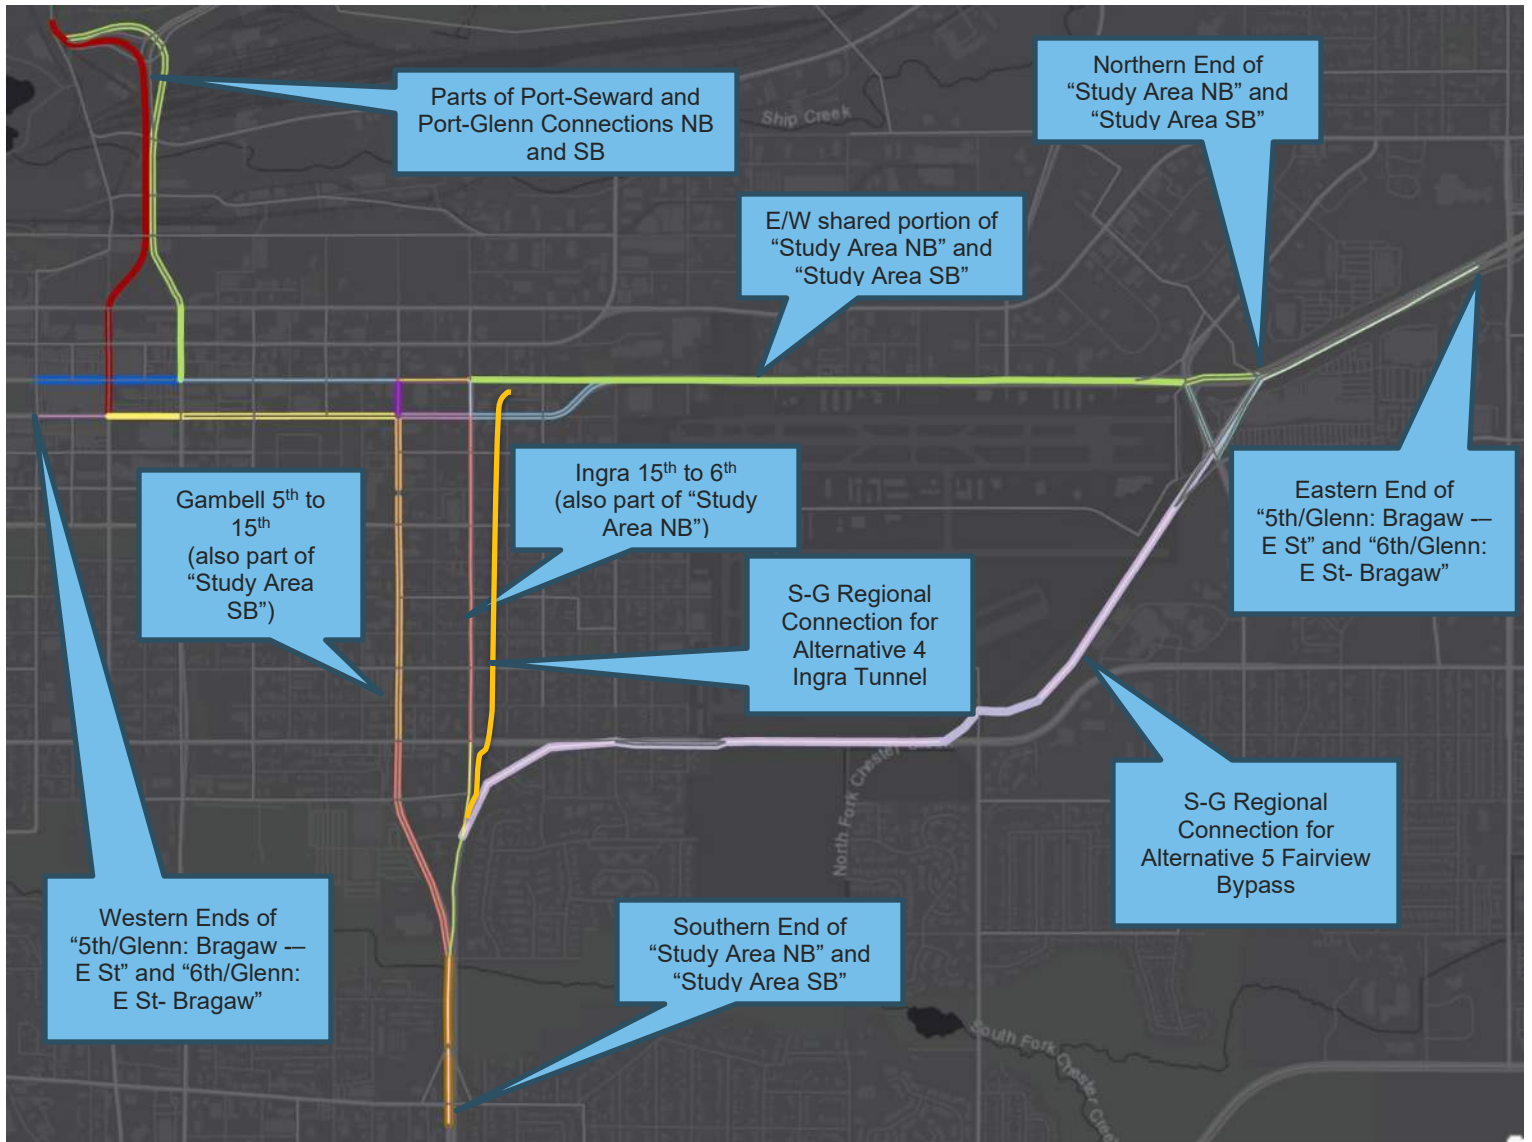 Parts of Port-Seward and
Port-Glenn Connections NB
and SB
Northern End of
“Study Area NB” and
“Study Area SB”
Ship Creek
E/W shared portion of
“Study Area NB” and
“Study Area SB”
Gambell 5th to
15th
(also part of
“Study Area
SB”)
Ingra 15th to 6th
(also part of “Study
Area NB”)
Eastern End of
“5th/Glenn: Bragaw -–
E St” and “6th/Glenn:
E St- Bragaw”
S-G Regional
Connection for
Alternative 4
Ingra Tunnel
North Fork Chester
S-G Regional
Connection for
Alternative 5 Fairview
Bypass
Western Ends of
“5th/Glenn: Bragaw -–
E St” and “6th/Glenn:
E St- Bragaw”
Southern End of
“Study Area NB” and
“Study Area SB”
South Fork Chester Creek